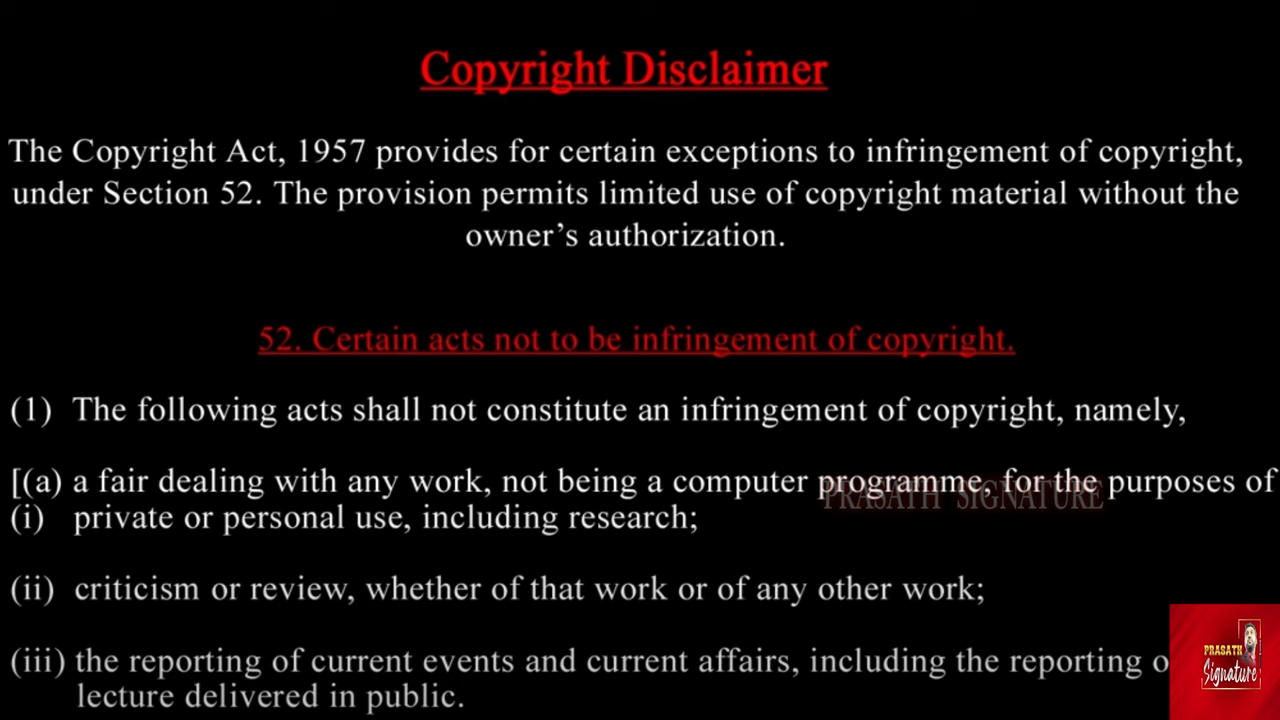 Copyright Disclaimer
The Copyright Act, 1957 provides for certain exceptions to infringement of copyright,
under Section 52. The provision permits limited use of copyright material without the
owner’s authorization.
52. Certain acts not to be infringement of copyright.
(1) The following acts shall not constitute an infringement of copyright, namely,
[(a) a fair dealing with any work, not being a computer programme, for the purposes of
PRASATH SIGNATURE
(i) private or personal use, including research;
(ii) criticism or review, whether of that work or of any other work;
(iii) the reporting of current events and current affairs, including the reporting o
lecture delivered in public.
PRASATH
Signature